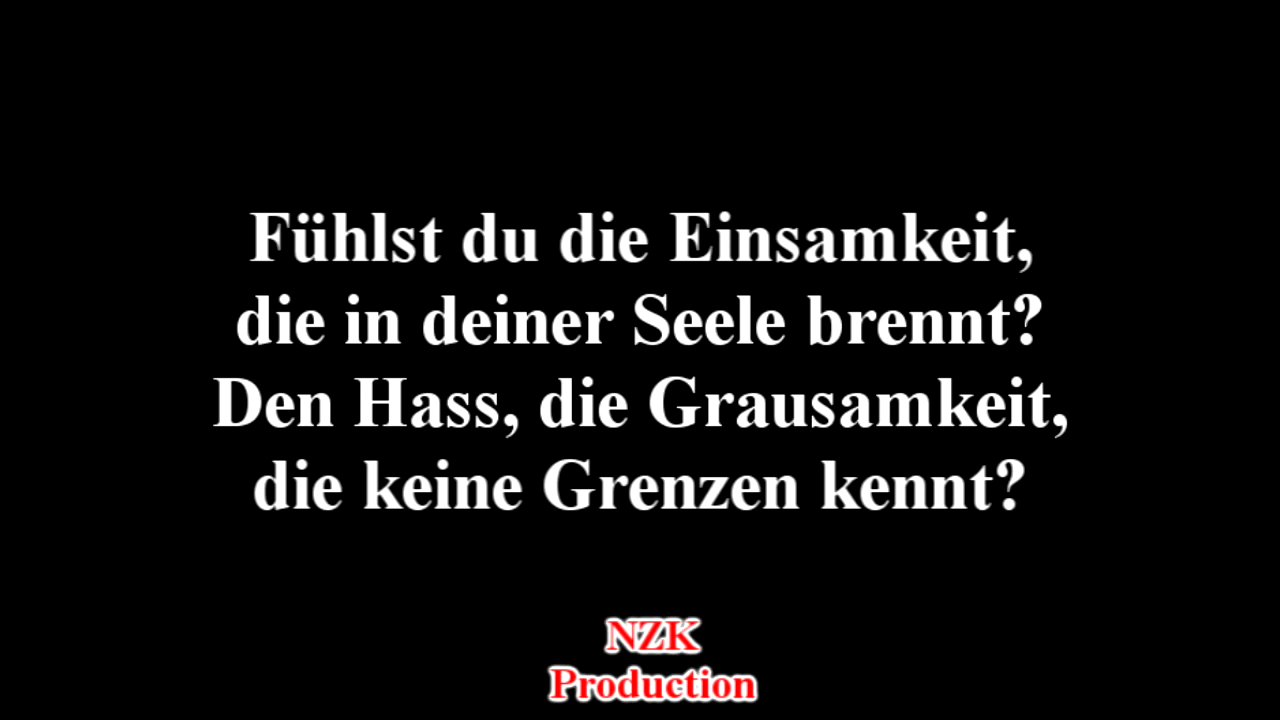 Fühlst du die Einsamkeit,
die in deiner Seele brennt?
Den Hass, die Grausamkeit,
die keine Grenzen kennt?
NZK
Production